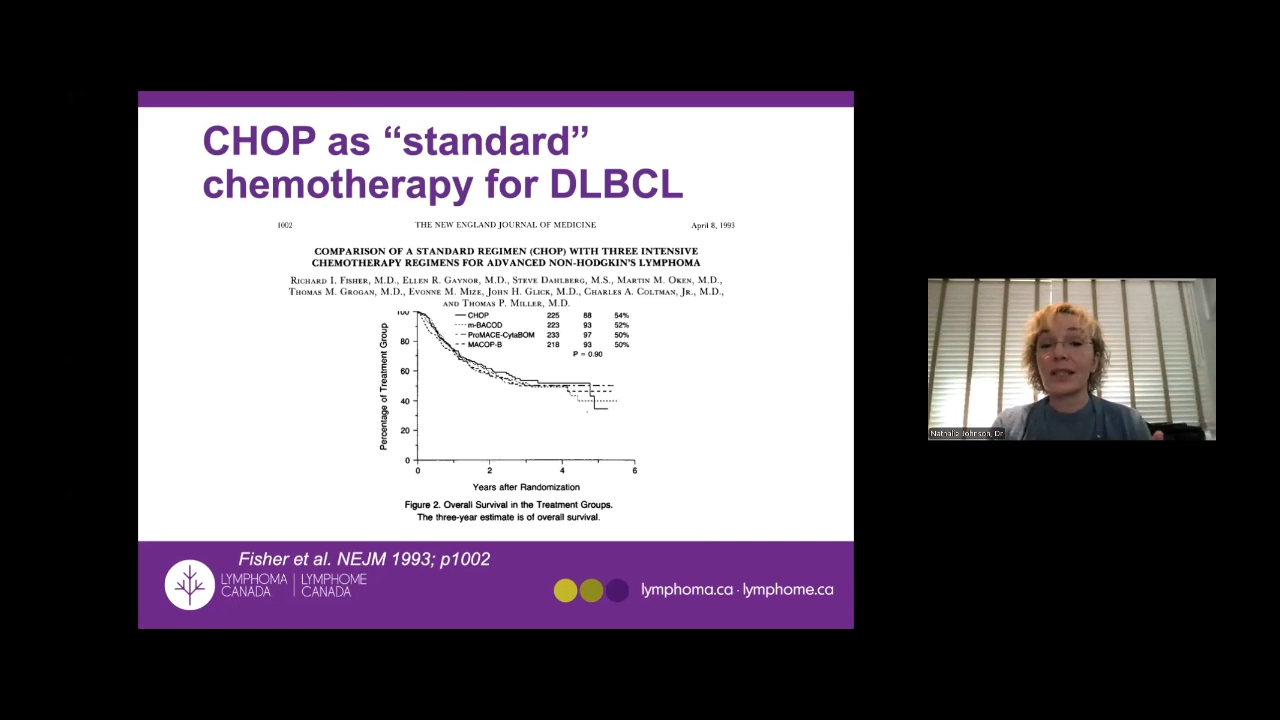 CHOP as “standard”
chemotherapy for DLBCL
1002 THE NEW ENGLAND JOURNAL OF MEDICINE April 8, 1993
COMPARISON OF A STANDARD REGIMEN (CHOP) WITH THREE INTENSIVE
CHEMOTHERAPY REGIMENS FOR ADVANCED NON-HODGKIN'S LYMPHOMA
RICHARD I. FISHER, M.D., ELLEN R. GAYNOR, M.D., STEVE DAHLBERG, M.S., MARTIN M. OKEN, M.D.,
THOMAS M. GROGAN, M.D., EVONNE M. MIZE, JOHN H. GLICK, M.D., CHARLES A. COLTMAN, JR., M.D.,
AND THOMAS P. MILLER, M.D.
100
CHOP 225 88 54%
m-BACOD 223 93 52%
ProMACE-CytaBOM 233 97 50%
MACOP-B 218 93 50%
P = 0.90
Percentage of Treatment Group
80
60
40
20
0
0 2 4 6
Years after Randomization
Figure 2. Overall Survival in the Treatment Groups.
The three-year estimate is of overall survival.
Fisher et al. NEJM 1993; p1002
LYMPHOMA LYMPHOME
CANADA CANADA
lymphoma.ca · lymphome.ca
Nathalie Johnson, Dr